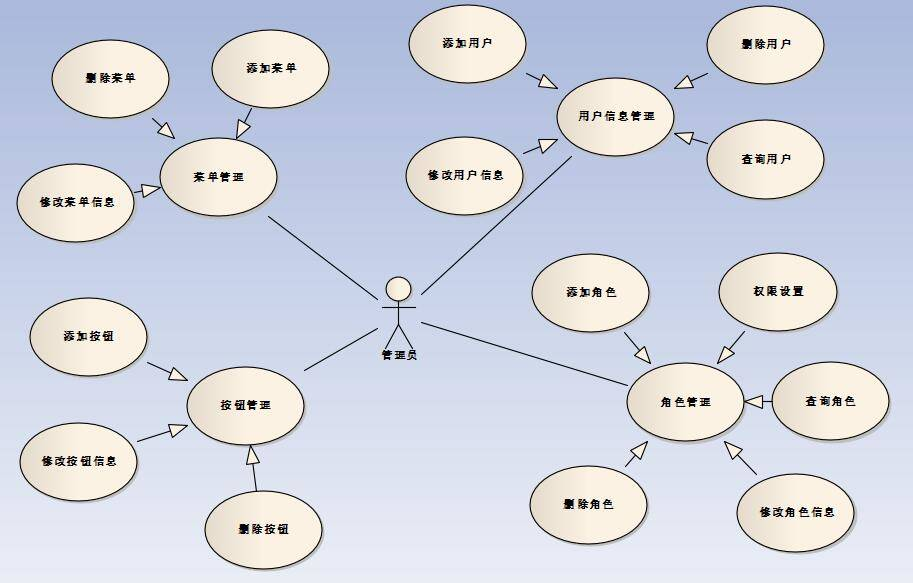 添加用户
删除用户
删除菜单
添加菜单
用户信息管理
修改用户信息
查询用户
菜单管理
修改菜单信息
添加角色
权限设置
管理员
添加按钮
按钮管理
角色管理
查询角色
修改按钮信息
删除按钮
删除角色
修改角色信息